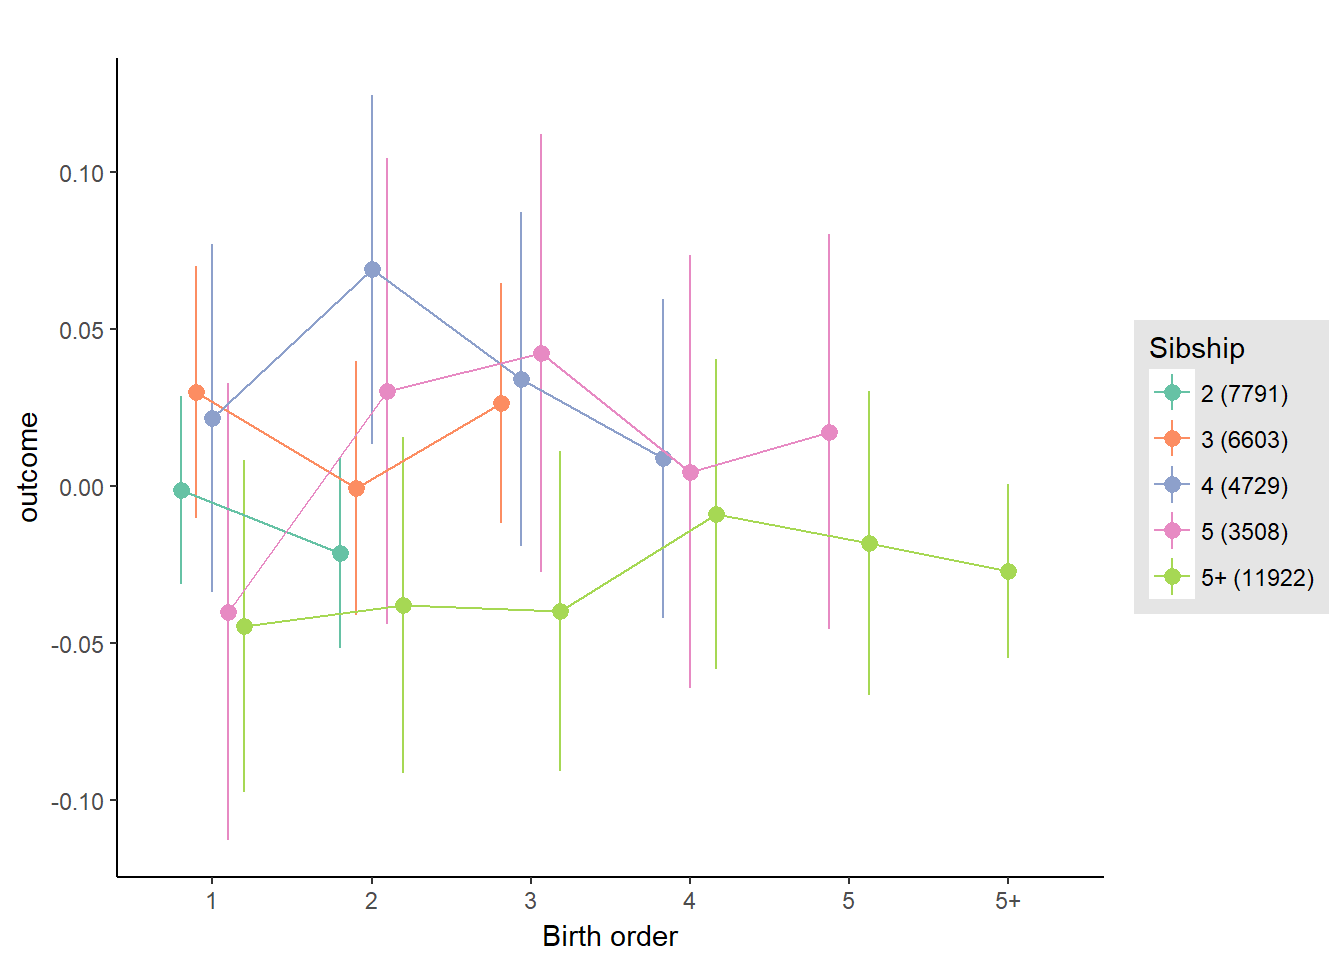 0.10
0.05
0.00
-0.05
-0.10
outcome
1 2 3 4 5 5+
Birth order
Sibship
2 (7791)
3 (6603)
4 (4729)
5 (3508)
5+ (11922)